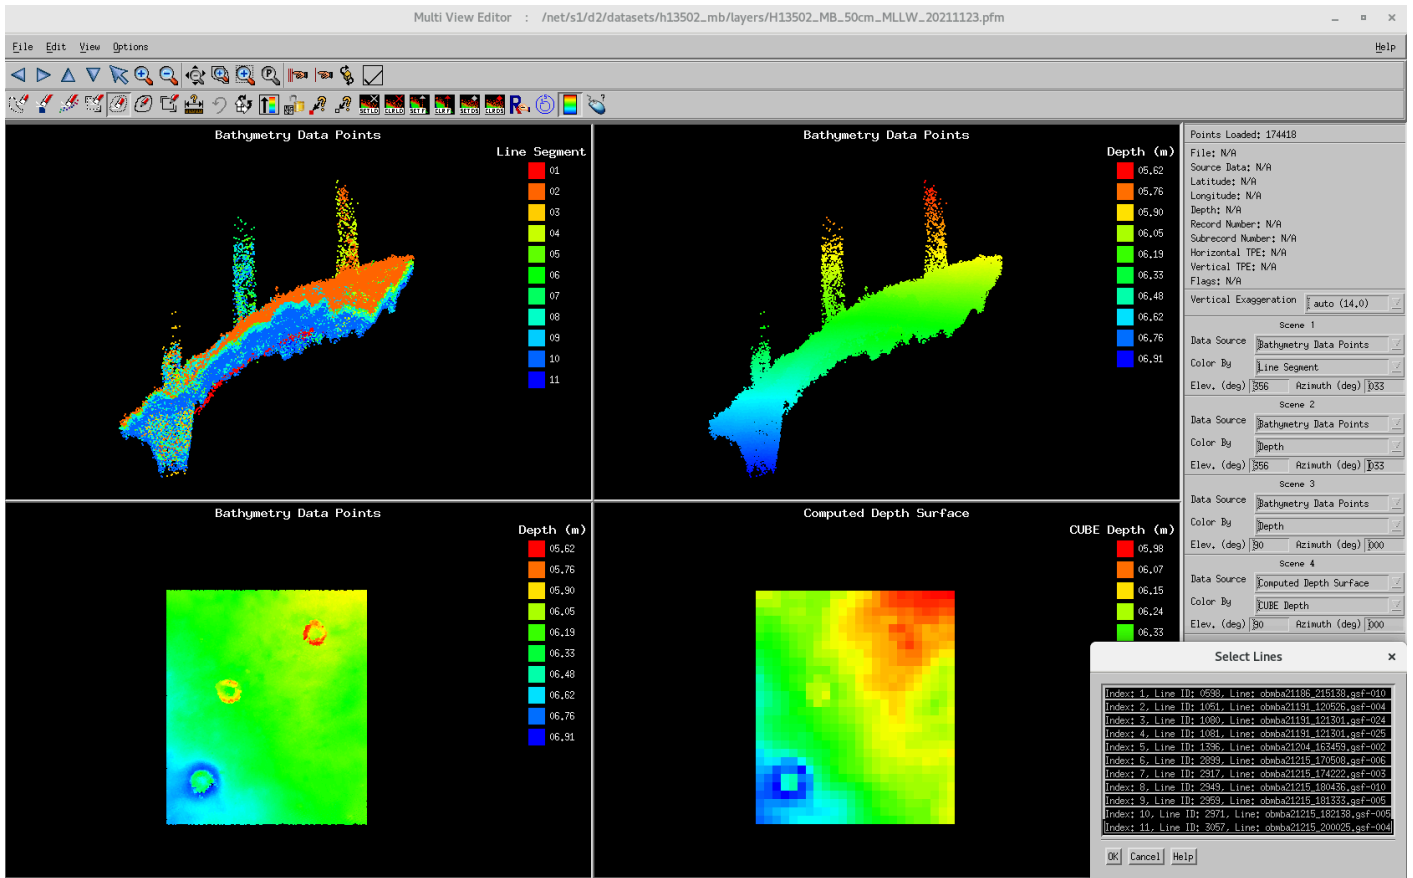 Multi View Editor : /net/s1/d2/datasets/h13502_mb/layers/H13502_MB_50cm_MLLW_20211123.pfm
File Edit View Options Help
SETLD CLRLD SETF CLRF SETDS CLRDS R
Bathymetry Data Points
Line Segment
01
02
03
04
05
06
07
08
09
10
11
Bathymetry Data Points
Depth (m)
05.62
05.76
05.90
06.05
06.19
06.33
06.48
06.62
06.76
06.91
Bathymetry Data Points
Depth (m)
05.62
05.76
05.90
06.05
06.19
06.33
06.48
06.62
06.76
06.91
Computed Depth Surface
CUBE Depth (m)
05.98
06.07
06.15
06.24
06.33
Points Loaded: 174418
File: N/A
Source Data: N/A
Latitude: N/A
Longitude: N/A
Depth: N/A
Record Number: N/A
Subrecord Number: N/A
Horizontal TPE: N/A
Vertical TPE: N/A
Flags: N/A
Vertical Exaggeration auto (14.0)
Scene 1
Data Source Bathymetry Data Points
Color By Line Segment
Elev. (deg) 356 Azimuth (deg) 033
Scene 2
Data Source Bathymetry Data Points
Color By Depth
Elev. (deg) 356 Azimuth (deg) 033
Scene 3
Data Source Bathymetry Data Points
Color By Depth
Elev. (deg) 90 Azimuth (deg) 000
Scene 4
Data Source Computed Depth Surface
Color By CUBE Depth
Elev. (deg) 90 Azimuth (deg) 000
Select Lines
Index: 1, Line ID: 0598, Line: obmba21186_215138.gsf-010
Index: 2, Line ID: 1051, Line: obmba21191_120526.gsf-004
Index: 3, Line ID: 1080, Line: obmba21191_121301.gsf-024
Index: 4, Line ID: 1081, Line: obmba21191_121301.gsf-025
Index: 5, Line ID: 1396, Line: obmba21204_163459.gsf-002
Index: 6, Line ID: 2899, Line: obmba21215_170508.gsf-006
Index: 7, Line ID: 2917, Line: obmba21215_174222.gsf-003
Index: 8, Line ID: 2949, Line: obmba21215_180436.gsf-010
Index: 9, Line ID: 2959, Line: obmba21215_181333.gsf-005
Index: 10, Line ID: 2971, Line: obmba21215_182138.gsf-005
Index: 11, Line ID: 3057, Line: obmba21215_200025.gsf-004
OK Cancel Help